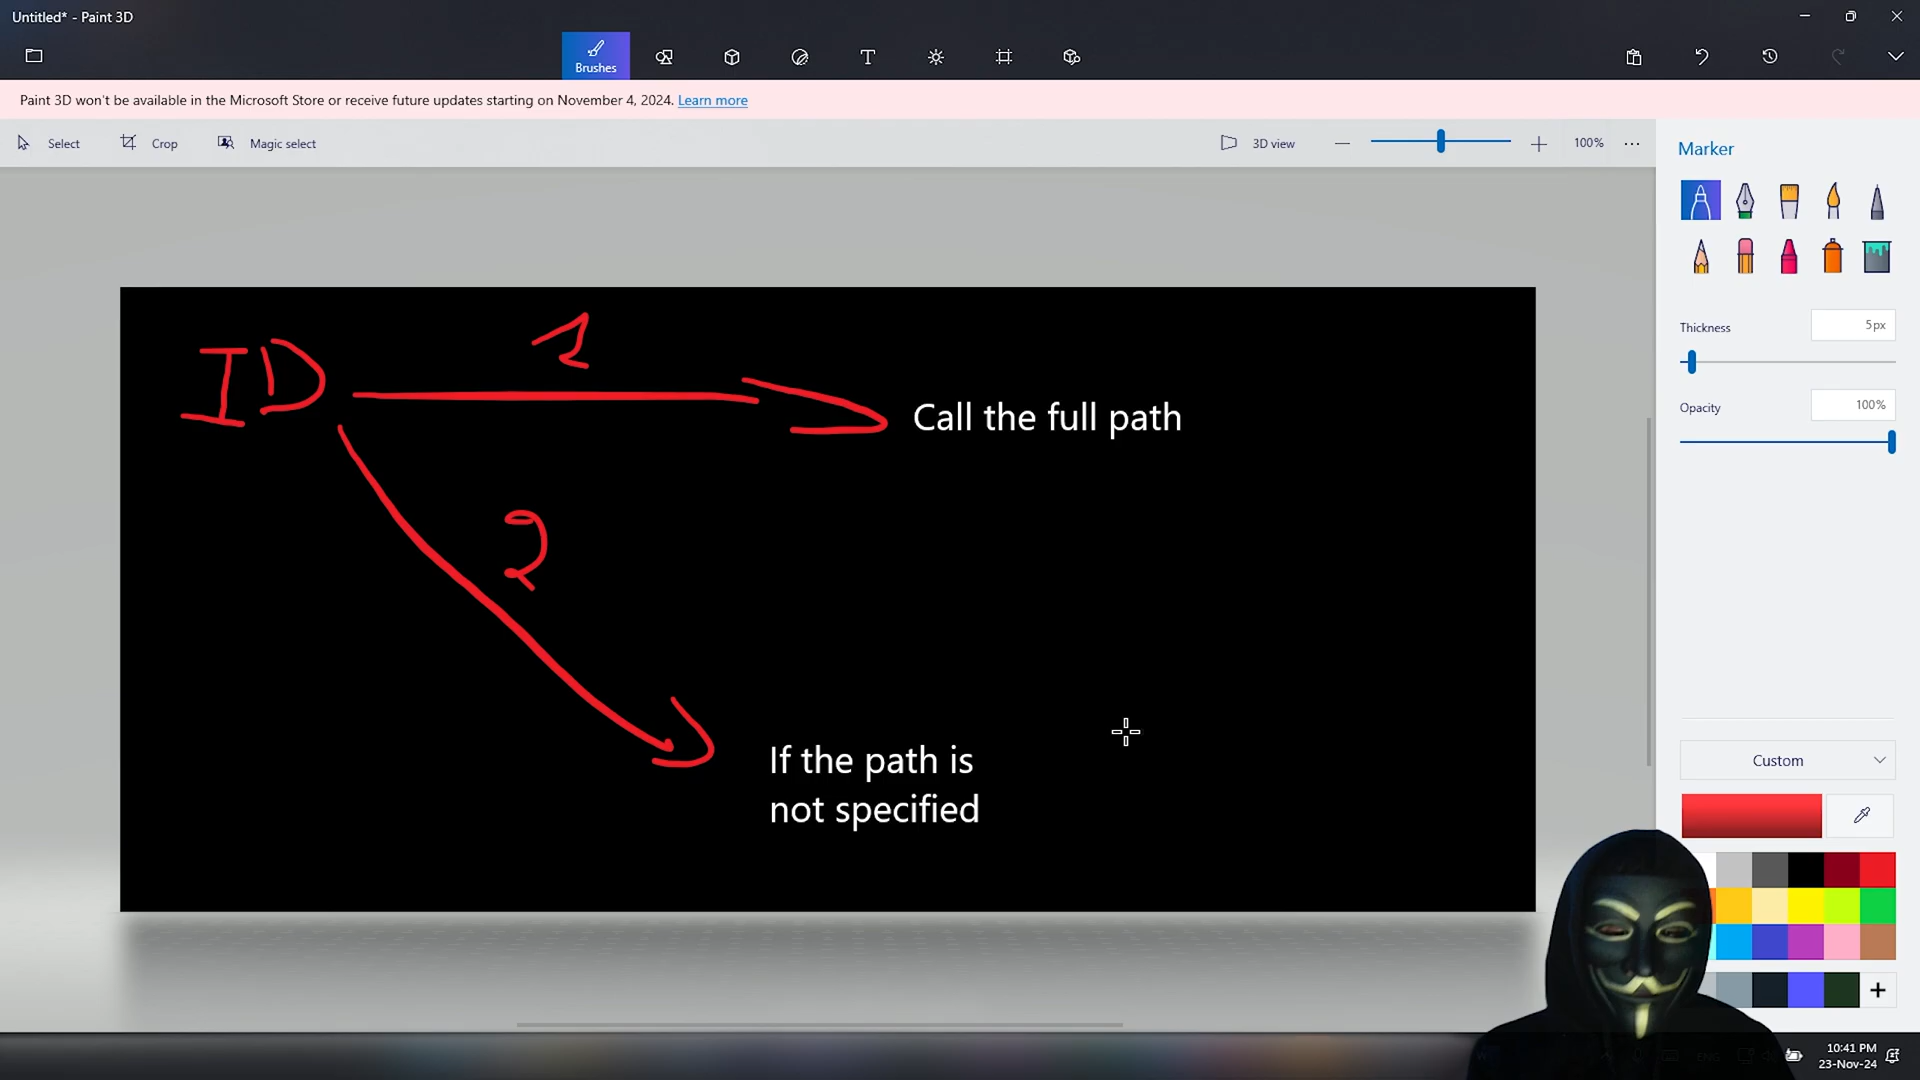 Untitled* - Paint 3D
Brushes
Paint 3D won't be available in the Microsoft Store or receive future updates starting on November 4, 2024. Learn more
Select
Crop
Magic select
3D view
100%
Marker
Thickness
5px
Opacity
100%
1
ID
Call the full path
2
If the path is
not specified
Custom
ENG
10:41 PM
23-Nov-24